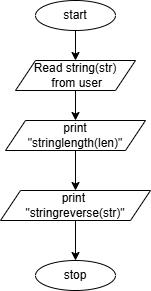 start
Read string(str)
from user
print
"stringlength(len)"
print
"stringreverse(str)"
stop